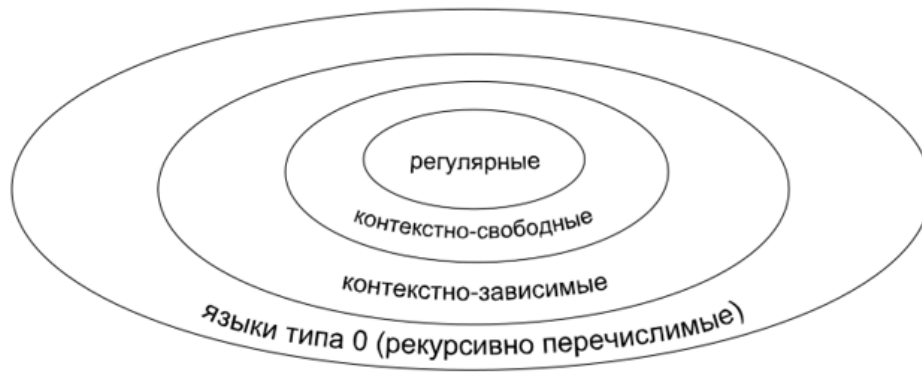 регулярные
контекстно-свободные
контекстно-зависимые
языки типа 0 (рекурсивно перечислимые)